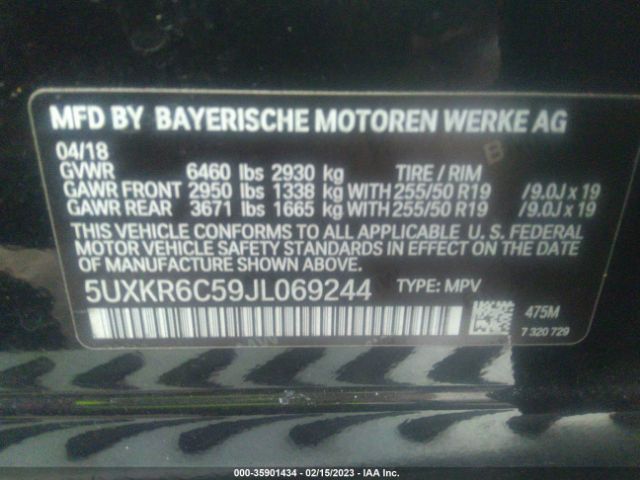 MFD BY BAYERISCHE MOTOREN WERKE AG
04/18
GVWR 6460 lbs 2930 kg TIRE / RIM
GAWR FRONT 2950 lbs 1338 kg WITH 255/50 R19 /9.0J x 19
GAWR REAR 3671 lbs 1665 kg WITH 255/50 R19 /9.0J x 19
THIS VEHICLE CONFORMS TO ALL APPLICABLE U. S. FEDERAL
MOTOR VEHICLE SAFETY STANDARDS IN EFFECT ON THE DATE
OF MANUFACTURE SHOWN ABOVE.
5UXKR6C59JL069244 TYPE: MPV
475M
7 320 729
000-35901434 - 02/15/2023 - IAA Inc.